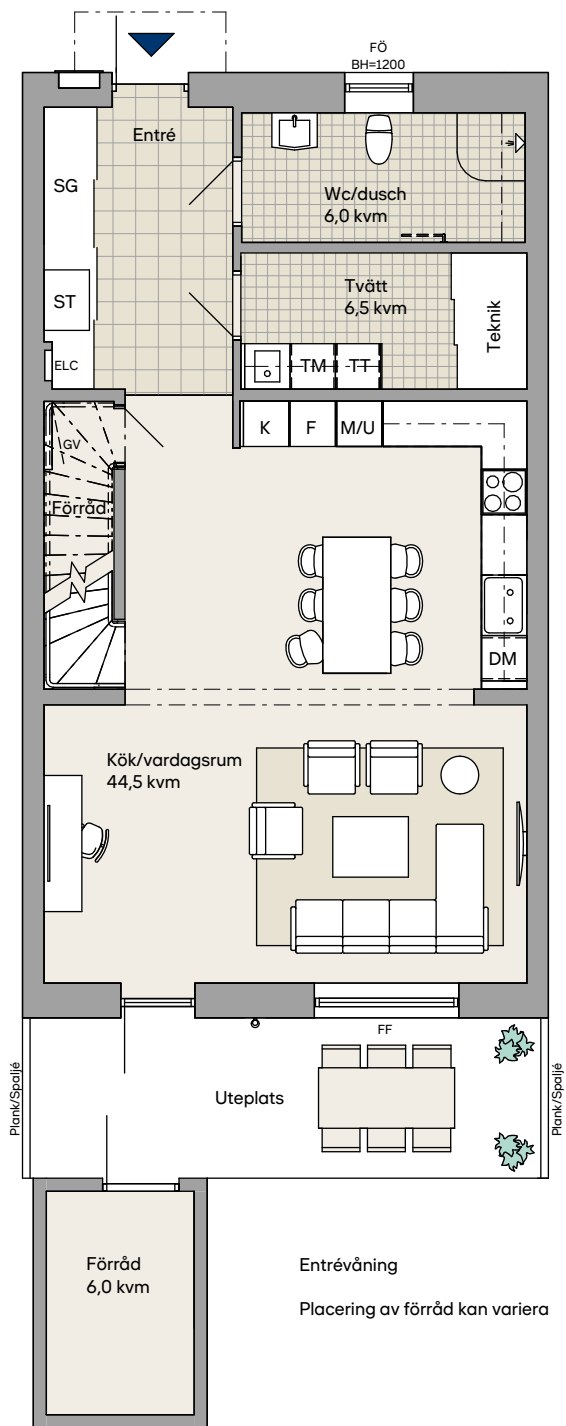 FÖ
BH=1200
Entré
SG
Wc/dusch
6,0 kvm
ST
Tvätt
6,5 kvm
Teknik
ELC
TM
TT
K
F
M/U
GV
Förråd
DM
Kök/vardagsrum
44,5 kvm
FF
Plank/Spaljé
Uteplats
Plank/Spaljé
Förråd
6,0 kvm
Entrévåning
Placering av förråd kan variera